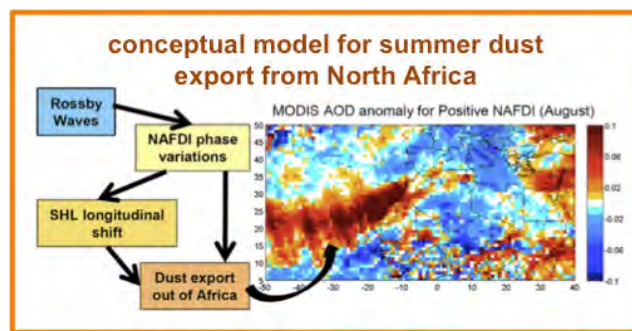 conceptual model for summer dust
export from North Africa
Rossby
Waves
NAFDI phase
variations
SHL longitudinal
shift
Dust export
out of Africa
MODIS AOD anomaly for Positive NAFDI (August)
50
45
40
35
30
25
20
15
10
5
-50
-40
-30
-20
-10
0
10
20
30
40
0.1
0.06
0.02
-0.02
-0.06
-0.1